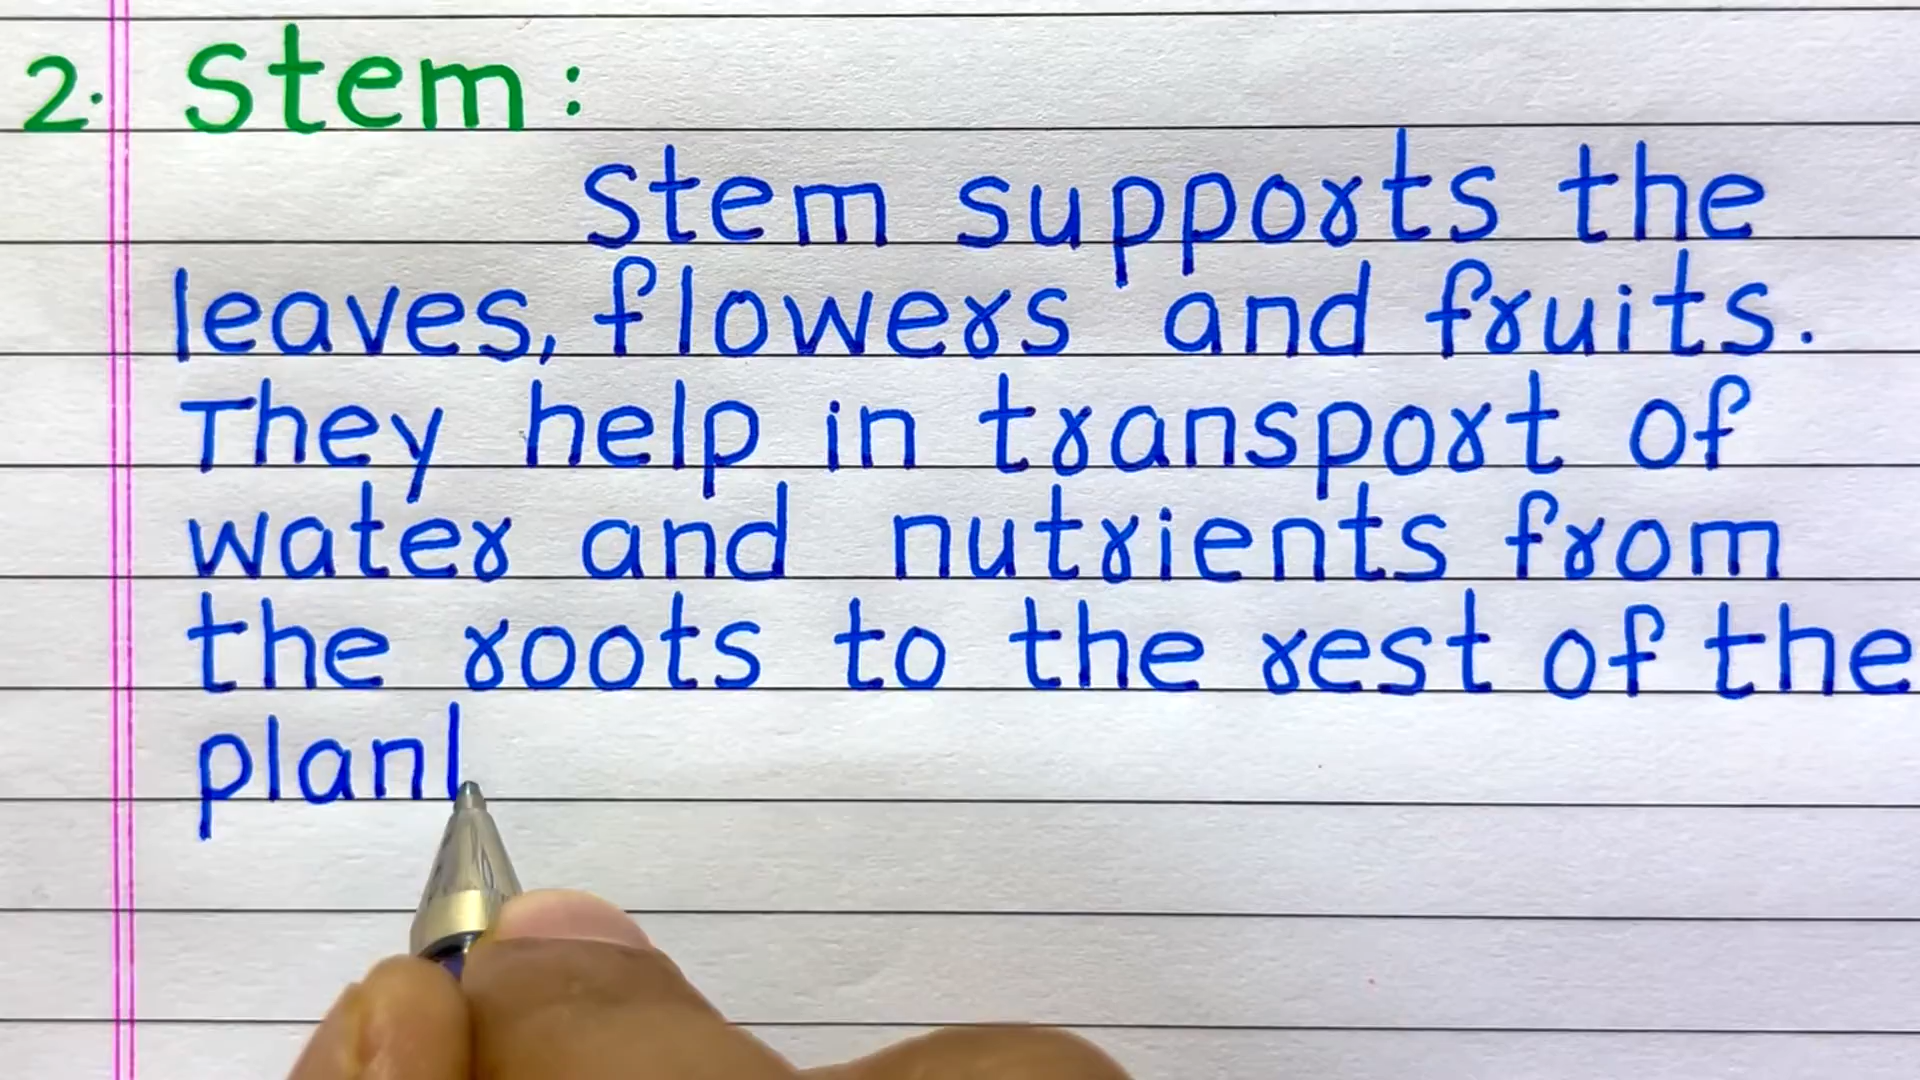 2. Stem:
Stem supports the
leaves, flowers and fruits.
They help in transport of
water and nutrients from
the roots to the rest of the
planl